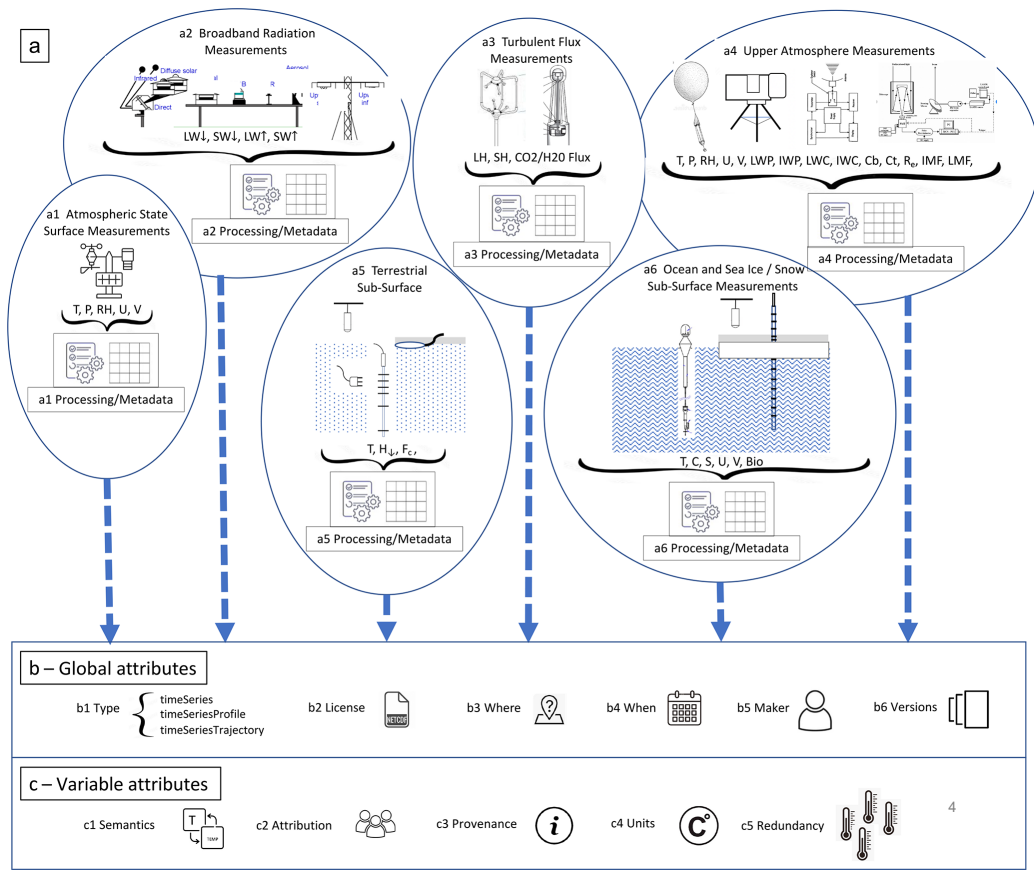 a
a2 Broadband Radiation
Measurements
Diffuse solar
Infrared
Direct
B
R
LW↓, SW↓, LW↑, SW↑
a2 Processing/Metadata
a3 Turbulent Flux
Measurements
LH, SH, CO2/H20 Flux
a3 Processing/Metadata
a4 Upper Atmosphere Measurements
T, P, RH, U, V, LWP, IWP, LWC, IWC, Cb, Ct, Re, IMF, LMF,
a4 Processing/Metadata
a1 Atmospheric State
Surface Measurements
T, P, RH, U, V
a1 Processing/Metadata
a5 Terrestrial
Sub-Surface
T, H↓, Fc,
a5 Processing/Metadata
a6 Ocean and Sea Ice / Snow
Sub-Surface Measurements
T, C, S, U, V, Bio
a6 Processing/Metadata
b – Global attributes
b1 Type
timeSeries
timeSeriesProfile
timeSeriesTrajectory
b2 License
NETCDF
b3 Where
?
b4 When
b5 Maker
b6 Versions
c – Variable attributes
c1 Semantics
T
TEMP
c2 Attribution
c3 Provenance
i
c4 Units
C°
c5 Redundancy
4